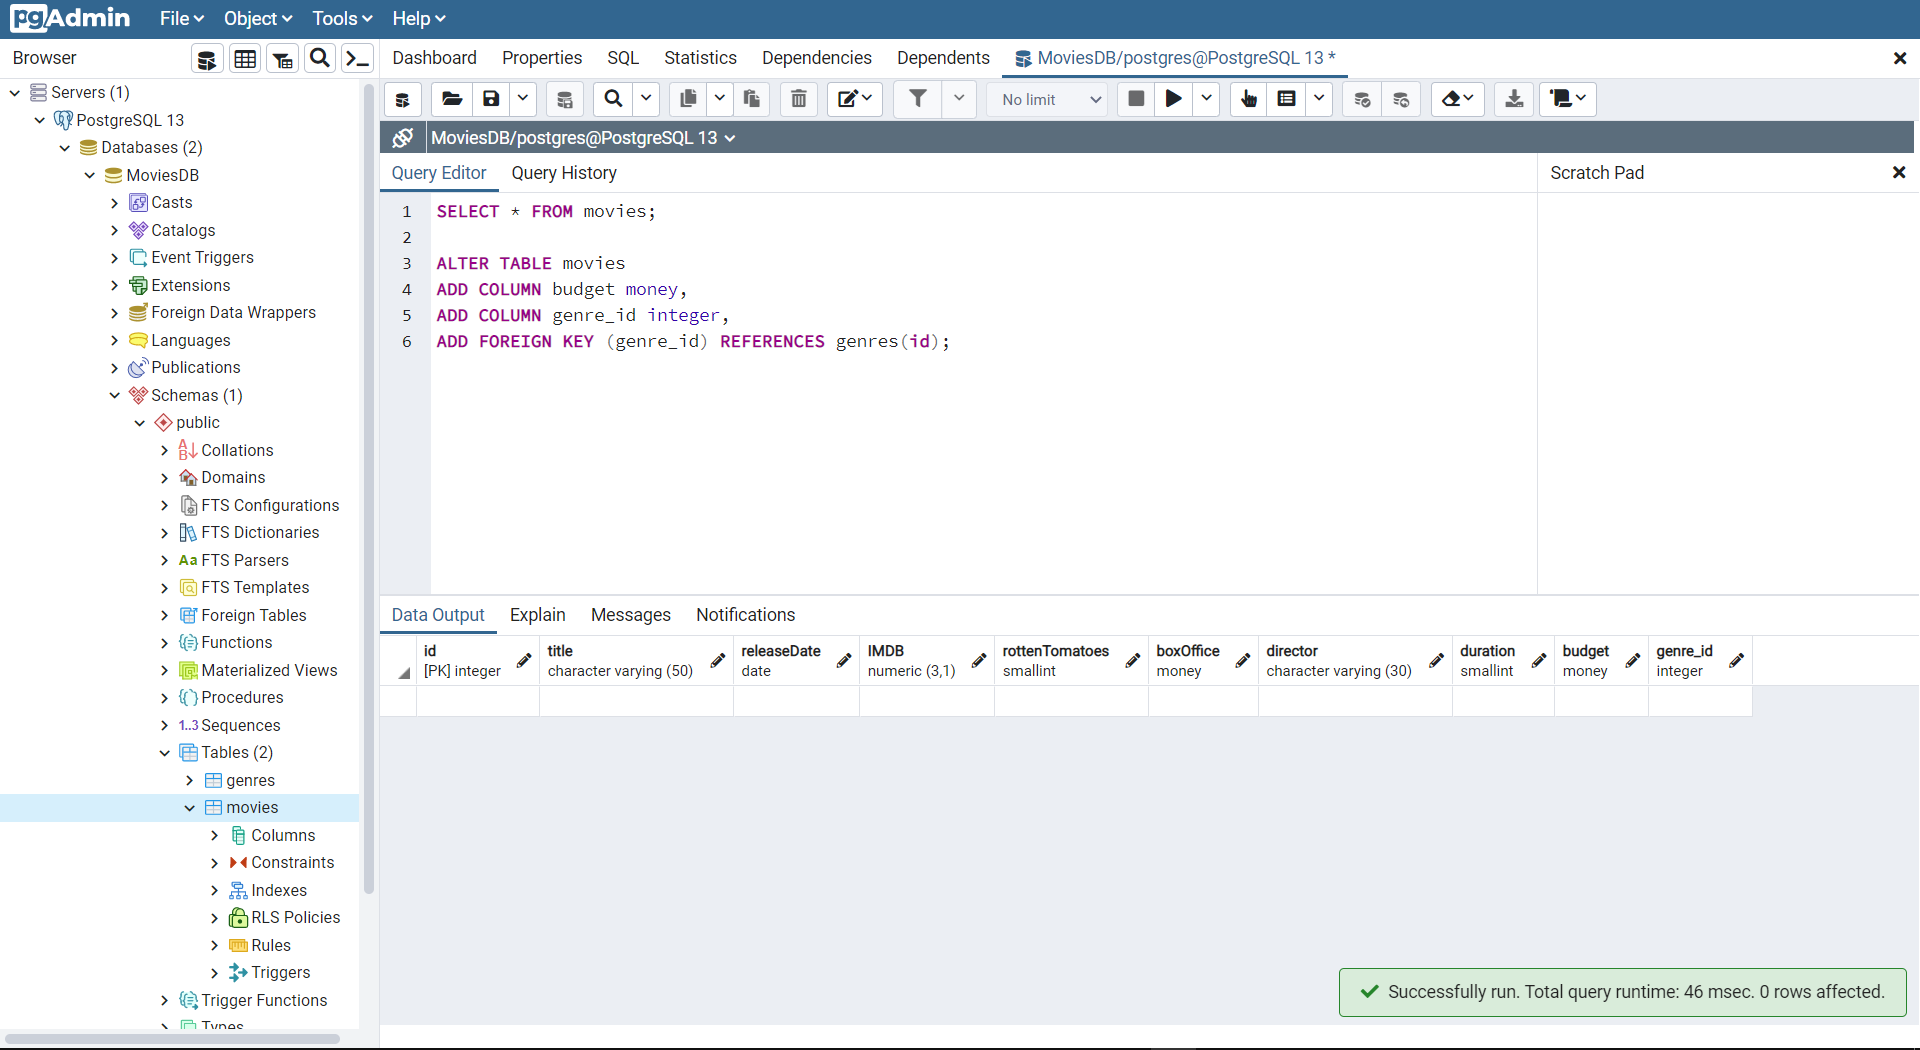 pgAdmin File Object Tools Help
Browser
Dashboard Properties SQL Statistics Dependencies Dependents MoviesDB/postgres@PostgreSQL 13 *
No limit
MoviesDB/postgres@PostgreSQL 13
Query Editor Query History
Scratch Pad
Servers (1)
PostgreSQL 13
Databases (2)
MoviesDB
Casts
Catalogs
Event Triggers
Extensions
Foreign Data Wrappers
Languages
Publications
Schemas (1)
public
Collations
Domains
FTS Configurations
FTS Dictionaries
Aa FTS Parsers
FTS Templates
Foreign Tables
Functions
Materialized Views
Procedures
1..3 Sequences
Tables (2)
genres
movies
Columns
Constraints
Indexes
RLS Policies
Rules
Triggers
Trigger Functions
Types
1 SELECT * FROM movies;
2
3 ALTER TABLE movies
4 ADD COLUMN budget money,
5 ADD COLUMN genre_id integer,
6 ADD FOREIGN KEY (genre_id) REFERENCES genres(id);
Data Output Explain Messages Notifications
id title releaseDate IMDB rottenTomatoes boxOffice director duration budget genre_id
[PK] integer character varying (50) date numeric (3,1) smallint money character varying (30) smallint money integer
Successfully run. Total query runtime: 46 msec. 0 rows affected.